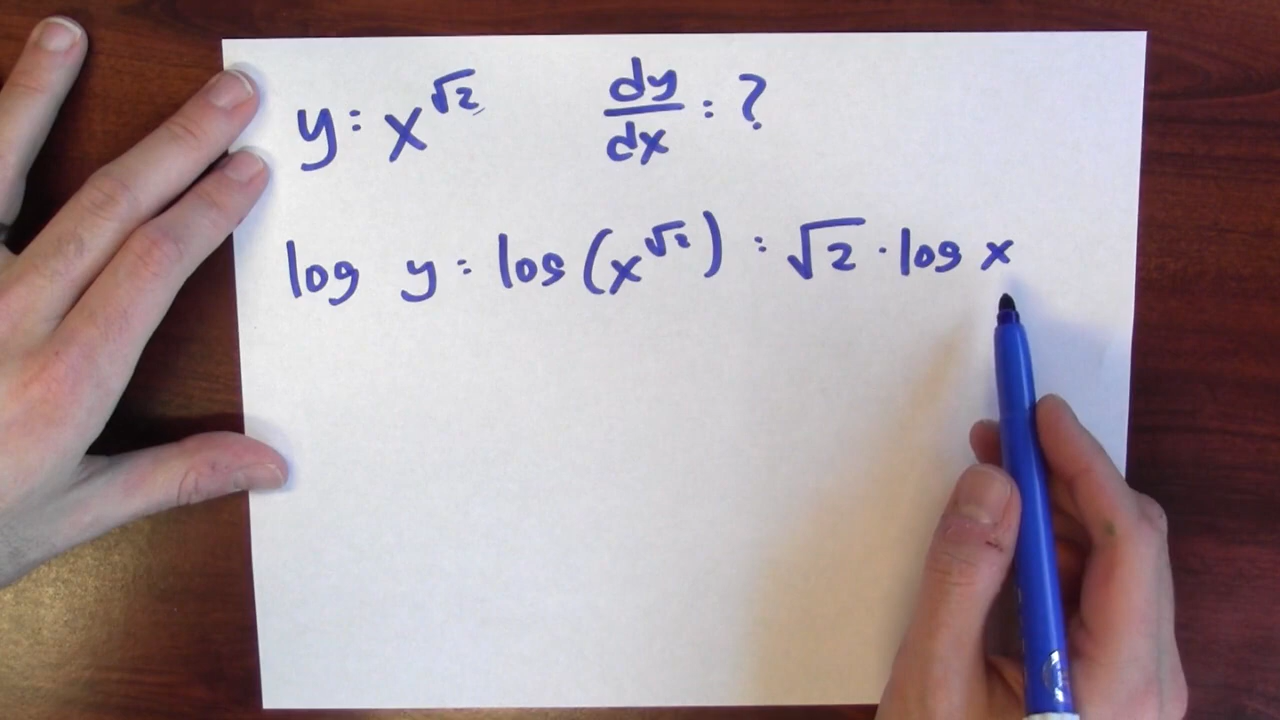 y = x^√2 dy/dx = ?
log y = log (x^√2) = √2 · log x